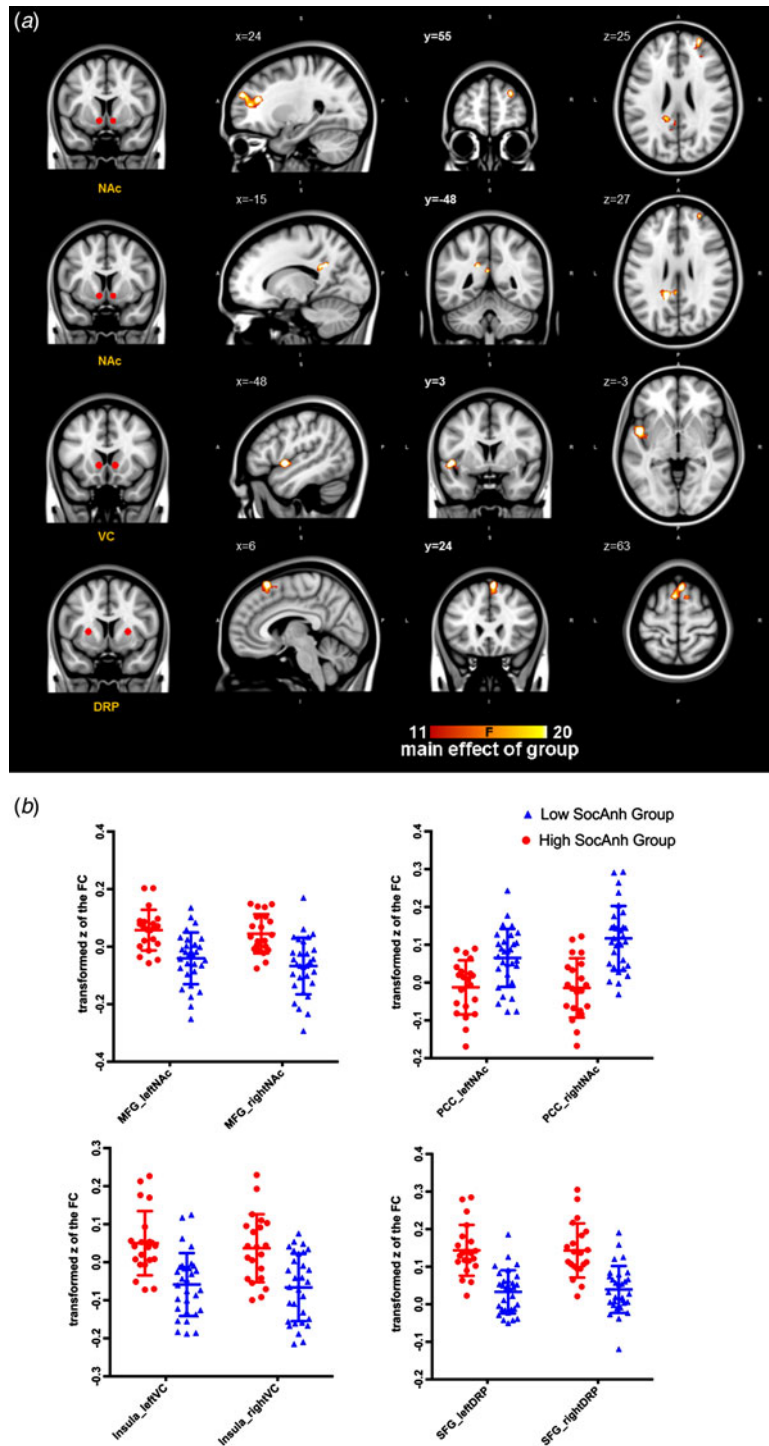 (a)
x=24 y=55 z=25
S S A
A P L R L R
I I P
NAc
x=-15 y=-48 z=27
S S A
A P L R L R
I I P
NAc
x=-48 y=3 z=-3
S S A
A P L R L R
I I P
VC
x=6 y=24 z=63
S S A
A P L R L R
I I P
DRP
11 F 20
main effect of group
(b)
Low SocAnh Group
High SocAnh Group
transformed z of the FC
0.4
0.2
0.0
-0.2
-0.4
MFG_leftNAc
MFG_rightNAc
transformed z of the FC
0.4
0.3
0.2
0.1
0.0
-0.1
-0.2
PCC_leftNAc
PCC_rightNAc
transformed z of the FC
0.3
0.2
0.1
0.0
-0.1
-0.2
-0.3
Insula_leftVC
Insula_rightVC
transformed z of the FC
0.4
0.3
0.2
0.1
0.0
-0.1
-0.2
SFG_leftDRP
SFG_rightDRP